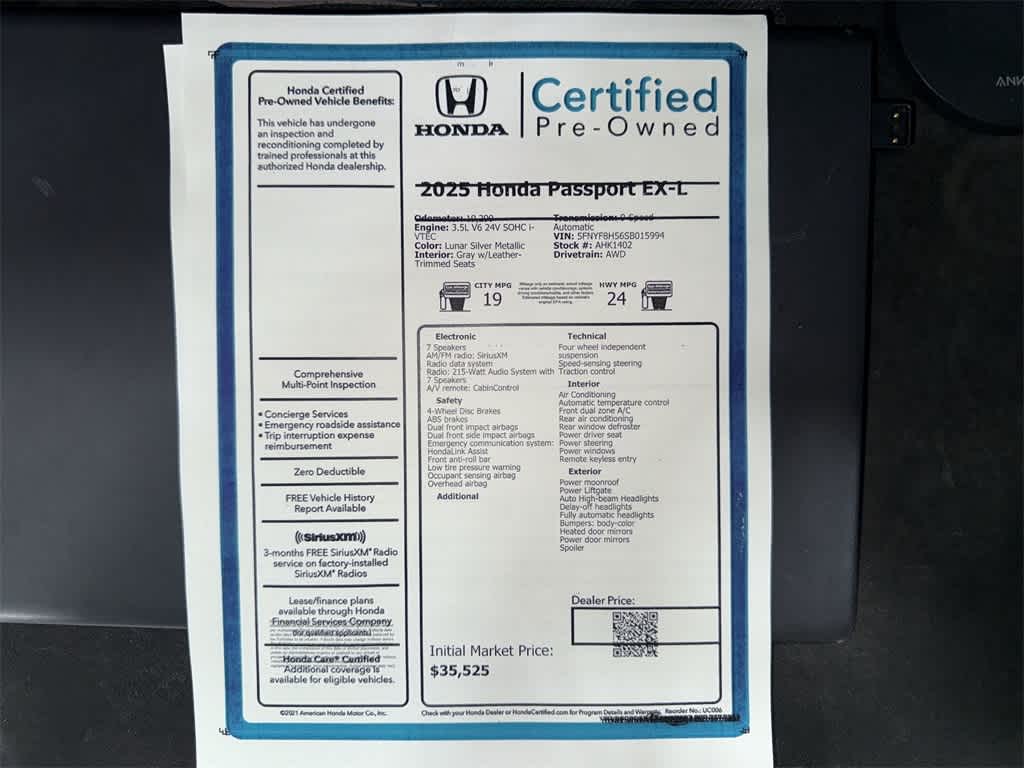 Honda Certified
Pre-Owned Vehicle Benefits:
This vehicle has undergone
an inspection and
reconditioning completed by
trained professionals at this
authorized Honda dealership.
Comprehensive
Multi-Point Inspection
• Concierge Services
• Emergency roadside assistance
• Trip interruption expense
reimbursement
Zero Deductible
FREE Vehicle History
Report Available
((SiriusXM))
3-months FREE SiriusXM® Radio
service on factory-installed
SiriusXM® Radios
Lease/finance plans
available through Honda
Financial Services Company
(for qualified applicants)
Honda Care® Certified
Additional coverage is
available for eligible vehicles.
©2021 American Honda Motor Co., Inc.
HONDA
Certified
Pre-Owned
2025 Honda Passport EX-L
Odometer: 10,200
Engine: 3.5L V6 24V SOHC i-
VTEC
Color: Lunar Silver Metallic
Interior: Gray w/Leather-
Trimmed Seats
Transmission: 9-Speed
Automatic
VIN: 5FNYF8H56SB015994
Stock #: AHK1402
Drivetrain: AWD
CITY MPG
19
HWY MPG
24
Electronic
7 Speakers
AM/FM radio: SiriusXM
Radio data system
Radio: 215-Watt Audio System with
7 Speakers
A/V remote: CabinControl
Safety
4-Wheel Disc Brakes
ABS brakes
Dual front impact airbags
Dual front side impact airbags
Emergency communication system:
HondaLink Assist
Front anti-roll bar
Low tire pressure warning
Occupant sensing airbag
Overhead airbag
Additional
Technical
Four wheel independent
suspension
Speed-sensing steering
Traction control
Interior
Air Conditioning
Automatic temperature control
Front dual zone A/C
Rear air conditioning
Rear window defroster
Power driver seat
Power steering
Power windows
Remote keyless entry
Exterior
Power moonroof
Power Liftgate
Auto High-beam Headlights
Delay-off headlights
Fully automatic headlights
Bumpers: body-color
Heated door mirrors
Power door mirrors
Spoiler
Dealer Price:
Initial Market Price:
$35,525
Check with your Honda Dealer or HondaCertified.com for Program Details and Warranty. Reorder No.: UC006
ANK